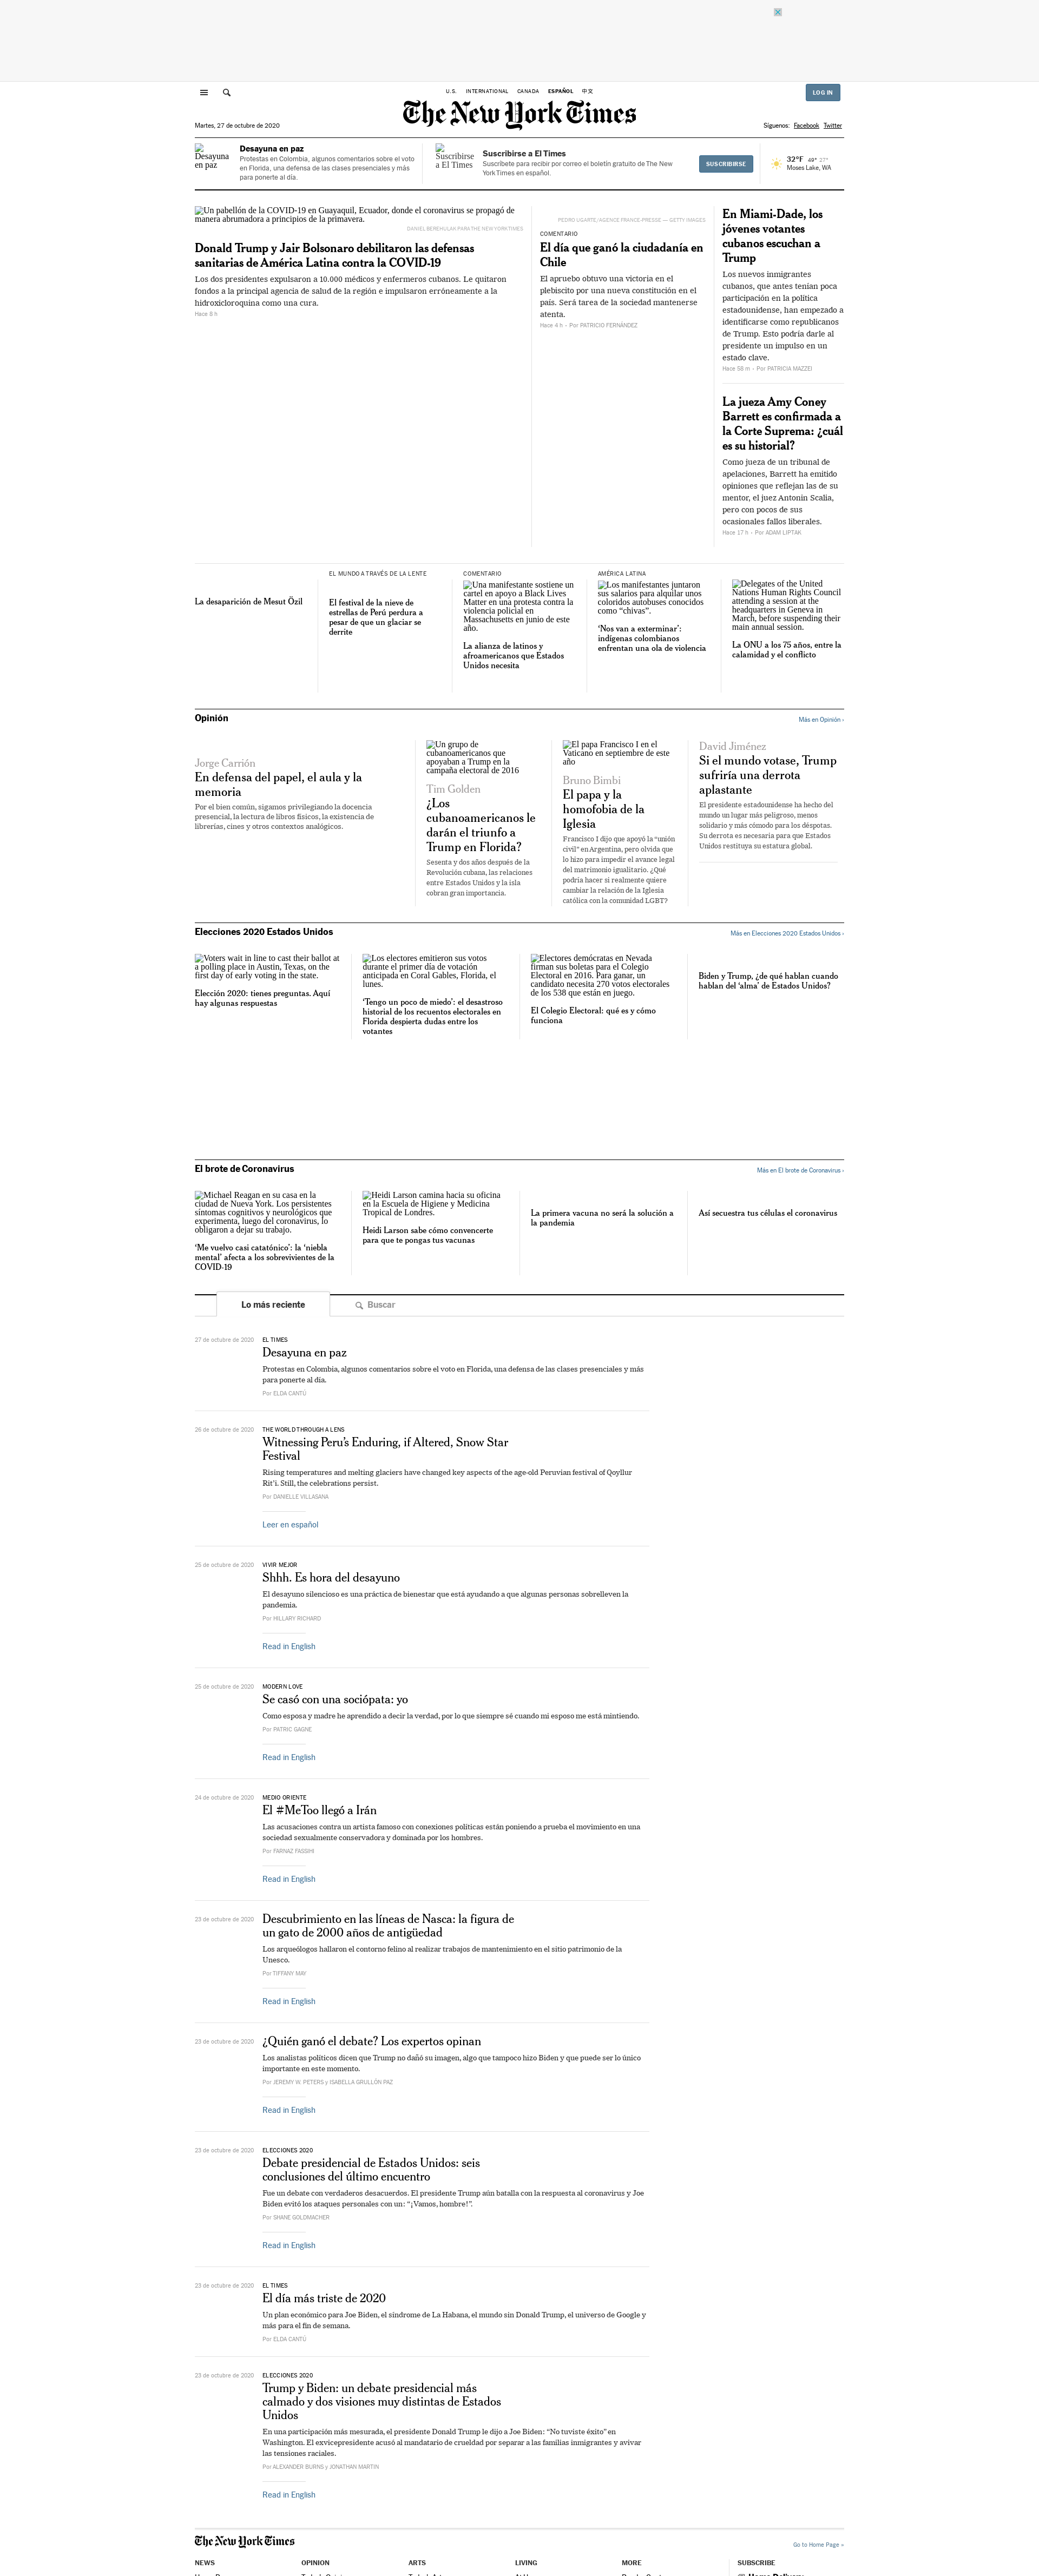 U.S. INTERNATIONAL CANADA ESPAÑOL 中文
LOG IN
The New York Times
Martes, 27 de octubre de 2020
Síguenos: Facebook Twitter
Desayuna en paz
Desayuna en paz
Protestas en Colombia, algunos comentarios sobre el voto
en Florida, una defensa de las clases presenciales y más
para ponerte al día.
Suscribirse
a El Times
Suscribirse a El Times
Suscríbete para recibir por correo el boletín gratuito de The New
York Times en español.
SUSCRIBIRSE
32°F 49° 27°
Moses Lake, WA
Un pabellón de la COVID-19 en Guayaquil, Ecuador, donde el coronavirus se propagó de
manera abrumadora a principios de la primavera.
DANIEL BEREHULAK PARA THE NEW YORK TIMES
Donald Trump y Jair Bolsonaro debilitaron las defensas
sanitarias de América Latina contra la COVID-19
Los dos presidentes expulsaron a 10.000 médicos y enfermeros cubanos. Le quitaron
fondos a la principal agencia de salud de la región e impulsaron erróneamente a la
hidroxicloroquina como una cura.
Hace 8 h
PEDRO UGARTE/AGENCE FRANCE-PRESSE — GETTY IMAGES
COMENTARIO
El día que ganó la ciudadanía en
Chile
El apruebo obtuvo una victoria en el
plebiscito por una nueva constitución en el
país. Será tarea de la sociedad mantenerse
atenta.
Hace 4 h • Por PATRICIO FERNÁNDEZ
En Miami-Dade, los
jóvenes votantes
cubanos escuchan a
Trump
Los nuevos inmigrantes
cubanos, que antes tenían poca
participación en la política
estadounidense, han empezado a
identificarse como republicanos
de Trump. Esto podría darle al
presidente un impulso en un
estado clave.
Hace 58 m • Por PATRICIA MAZZEI
La jueza Amy Coney
Barrett es confirmada a
la Corte Suprema: ¿cuál
es su historial?
Como jueza de un tribunal de
apelaciones, Barrett ha emitido
opiniones que reflejan las de su
mentor, el juez Antonin Scalia,
pero con pocos de sus
ocasionales fallos liberales.
Hace 17 h • Por ADAM LIPTAK
La desaparición de Mesut Özil
EL MUNDO A TRAVÉS DE LA LENTE
El festival de la nieve de
estrellas de Perú perdura a
pesar de que un glaciar se
derrite
COMENTARIO
Una manifestante sostiene un
cartel en apoyo a Black Lives
Matter en una protesta contra la
violencia policial en
Massachusetts en junio de este
año.
La alianza de latinos y
afroamericanos que Estados
Unidos necesita
AMÉRICA LATINA
Los manifestantes juntaron
sus salarios para alquilar unos
coloridos autobuses conocidos
como “chivas”.
‘Nos van a exterminar’:
indígenas colombianos
enfrentan una ola de violencia
Delegates of the United
Nations Human Rights Council
attending a session at the
headquarters in Geneva in
March, before suspending their
main annual session.
La ONU a los 75 años, entre la
calamidad y el conflicto
Opinión
Más en Opinión ›
Jorge Carrión
En defensa del papel, el aula y la
memoria
Por el bien común, sigamos privilegiando la docencia
presencial, la lectura de libros físicos, la existencia de
librerías, cines y otros contextos analógicos.
Un grupo de
cubanoamericanos que
apoyaban a Trump en la
campaña electoral de 2016
Tim Golden
¿Los
cubanoamericanos le
darán el triunfo a
Trump en Florida?
Sesenta y dos años después de la
Revolución cubana, las relaciones
entre Estados Unidos y la isla
cobran gran importancia.
El papa Francisco I en el
Vaticano en septiembre de este
año
Bruno Bimbi
El papa y la
homofobia de la
Iglesia
Francisco I dijo que apoyó la “unión
civil” en Argentina, pero olvida que
lo hizo para impedir el avance legal
del matrimonio igualitario. ¿Qué
podría hacer si realmente quiere
cambiar la relación de la Iglesia
católica con la comunidad LGBT?
David Jiménez
Si el mundo votase, Trump
sufriría una derrota
aplastante
El presidente estadounidense ha hecho del
mundo un lugar más peligroso, menos
solidario y más cómodo para los déspotas.
Su derrota es necesaria para que Estados
Unidos restituya su estatura global.
Elecciones 2020 Estados Unidos
Más en Elecciones 2020 Estados Unidos ›
Voters wait in line to cast their ballot at
a polling place in Austin, Texas, on the
first day of early voting in the state.
Elección 2020: tienes preguntas. Aquí
hay algunas respuestas
Los electores emitieron sus votos
durante el primer día de votación
anticipada en Coral Gables, Florida, el
lunes.
‘Tengo un poco de miedo’: el desastroso
historial de los recuentos electorales en
Florida despierta dudas entre los
votantes
Electores demócratas en Nevada
firman sus boletas para el Colegio
Electoral en 2016. Para ganar, un
candidato necesita 270 votos electorales
de los 538 que están en juego.
El Colegio Electoral: qué es y cómo
funciona
Biden y Trump, ¿de qué hablan cuando
hablan del ‘alma’ de Estados Unidos?
El brote de Coronavirus
Más en El brote de Coronavirus ›
Michael Reagan en su casa en la
ciudad de Nueva York. Los persistentes
síntomas cognitivos y neurológicos que
experimenta, luego del coronavirus, lo
obligaron a dejar su trabajo.
‘Me vuelvo casi catatónico’: la ‘niebla
mental’ afecta a los sobrevivientes de la
COVID-19
Heidi Larson camina hacia su oficina
en la Escuela de Higiene y Medicina
Tropical de Londres.
Heidi Larson sabe cómo convencerte
para que te pongas tus vacunas
La primera vacuna no será la solución a
la pandemia
Así secuestra tus células el coronavirus
Lo más reciente
Buscar
27 de octubre de 2020
EL TIMES
Desayuna en paz
Protestas en Colombia, algunos comentarios sobre el voto en Florida, una defensa de las clases presenciales y más
para ponerte al día.
Por ELDA CANTÚ
26 de octubre de 2020
THE WORLD THROUGH A LENS
Witnessing Peru’s Enduring, if Altered, Snow Star
Festival
Rising temperatures and melting glaciers have changed key aspects of the age-old Peruvian festival of Qoyllur
Rit’i. Still, the celebrations persist.
Por DANIELLE VILLASANA
Leer en español
25 de octubre de 2020
VIVIR MEJOR
Shhh. Es hora del desayuno
El desayuno silencioso es una práctica de bienestar que está ayudando a que algunas personas sobrelleven la
pandemia.
Por HILLARY RICHARD
Read in English
25 de octubre de 2020
MODERN LOVE
Se casó con una sociópata: yo
Como esposa y madre he aprendido a decir la verdad, por lo que siempre sé cuando mi esposo me está mintiendo.
Por PATRIC GAGNE
Read in English
24 de octubre de 2020
MEDIO ORIENTE
El #MeToo llegó a Irán
Las acusaciones contra un artista famoso con conexiones políticas están poniendo a prueba el movimiento en una
sociedad sexualmente conservadora y dominada por los hombres.
Por FARNAZ FASSIHI
Read in English
23 de octubre de 2020
Descubrimiento en las líneas de Nasca: la figura de
un gato de 2000 años de antigüedad
Los arqueólogos hallaron el contorno felino al realizar trabajos de mantenimiento en el sitio patrimonio de la
Unesco.
Por TIFFANY MAY
Read in English
23 de octubre de 2020
¿Quién ganó el debate? Los expertos opinan
Los analistas políticos dicen que Trump no dañó su imagen, algo que tampoco hizo Biden y que puede ser lo único
importante en este momento.
Por JEREMY W. PETERS y ISABELLA GRULLÓN PAZ
Read in English
23 de octubre de 2020
ELECCIONES 2020
Debate presidencial de Estados Unidos: seis
conclusiones del último encuentro
Fue un debate con verdaderos desacuerdos. El presidente Trump aún batalla con la respuesta al coronavirus y Joe
Biden evitó los ataques personales con un: “¡Vamos, hombre!”.
Por SHANE GOLDMACHER
Read in English
23 de octubre de 2020
EL TIMES
El día más triste de 2020
Un plan económico para Joe Biden, el síndrome de La Habana, el mundo sin Donald Trump, el universo de Google y
más para el fin de semana.
Por ELDA CANTÚ
23 de octubre de 2020
ELECCIONES 2020
Trump y Biden: un debate presidencial más
calmado y dos visiones muy distintas de Estados
Unidos
En una participación más mesurada, el presidente Donald Trump le dijo a Joe Biden: “No tuviste éxito” en
Washington. El exvicepresidente acusó al mandatario de crueldad por separar a las familias inmigrantes y avivar
las tensiones raciales.
Por ALEXANDER BURNS y JONATHAN MARTIN
Read in English
The New York Times
Go to Home Page »
NEWS OPINION ARTS LIVING MORE SUBSCRIBE